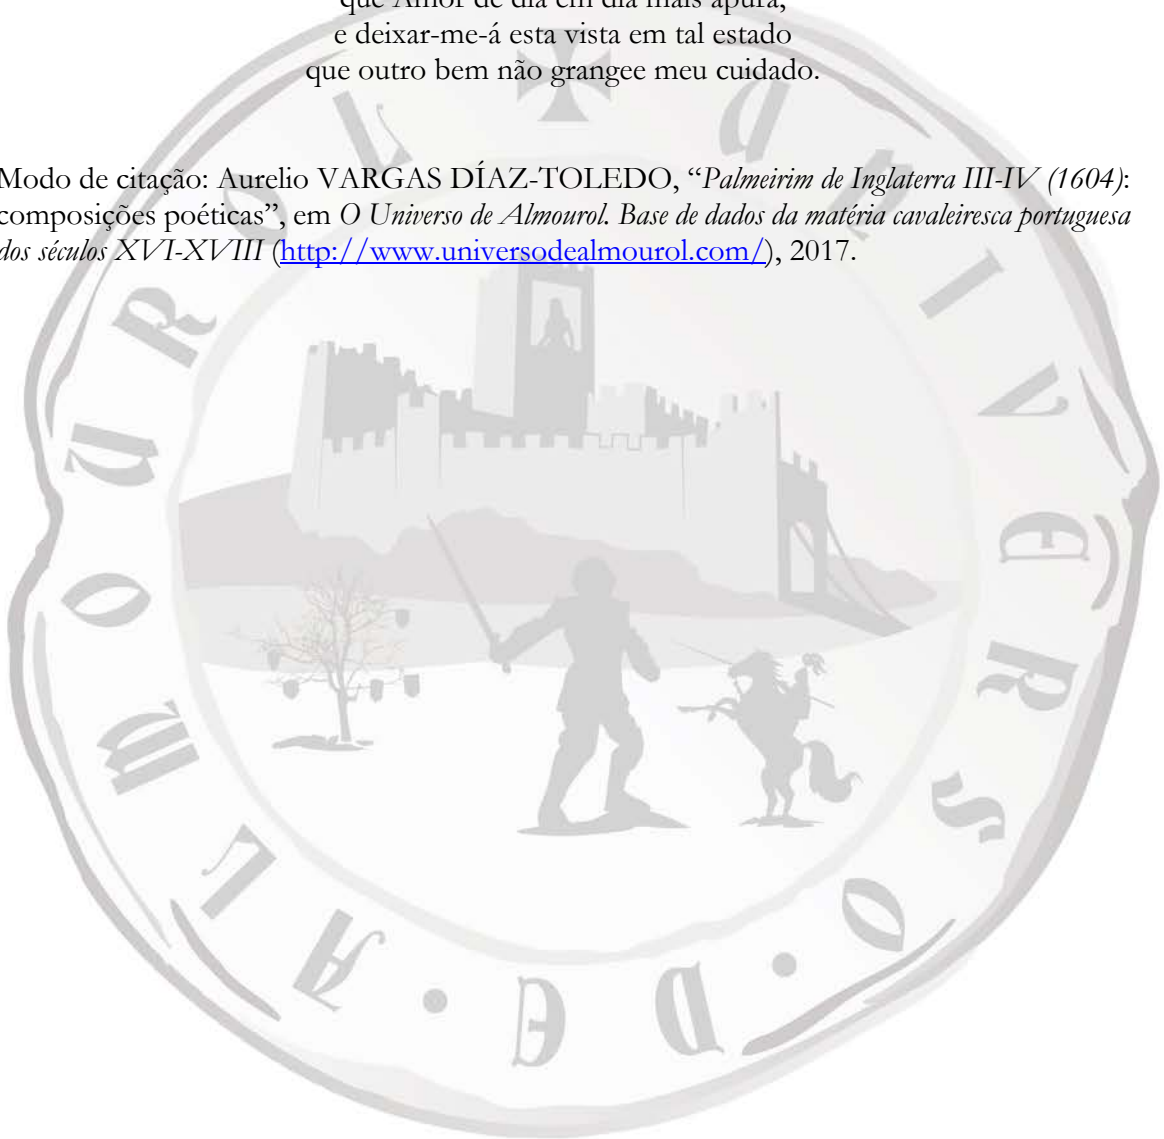 que Amor de dia em dia mais apura,
e deixar-me-á esta vista em tal estado
que outro bem não grangee meu cuidado.
Modo de citação: Aurelio VARGAS DÍAZ-TOLEDO, “Palmeirim de Inglaterra III-IV (1604):
composições poéticas”, em O Universo de Almourol. Base de dados da matéria cavaleiresca portuguesa
dos séculos XVI-XVIII (http://www.universodealmourol.com/), 2017.
UNIVERSO · DE · ALMOUROL